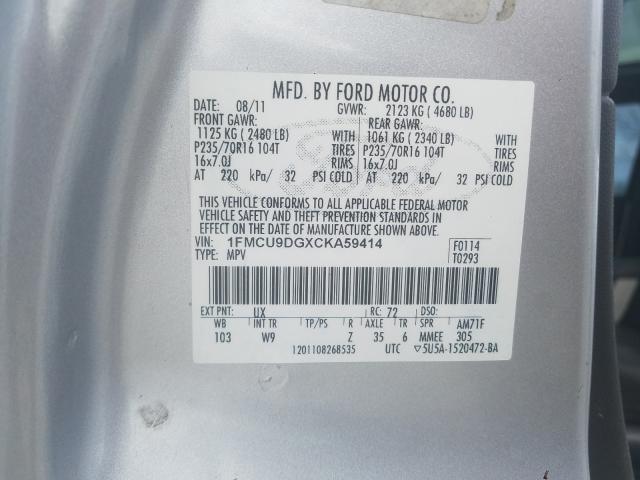 MFD. BY FORD MOTOR CO.
DATE: 08/11 GVWR: 2123 KG ( 4680 LB)
FRONT GAWR: REAR GAWR:
1125 KG ( 2480 LB) WITH 1061 KG ( 2340 LB) WITH
P235/70R16 104T TIRES P235/70R16 104T TIRES
16x7.0J RIMS 16x7.0J RIMS
AT 220 kPa/ 32 PSI COLD AT 220 kPa/ 32 PSI COLD
THIS VEHICLE CONFORMS TO ALL APPLICABLE FEDERAL MOTOR
VEHICLE SAFETY AND THEFT PREVENTION STANDARDS IN
EFFECT ON THE DATE OF MANUFACTURE SHOWN ABOVE.
VIN: 1FMCU9DGXCKA59414 F0114
TYPE: MPV T0293
EXT PNT: UX RC: 72 DSO:
WB INT TR TP/PS R AXLE TR SPR AM71F
103 W9 Z 35 6 MMEE 305
1201108268535 UTC 5U5A-1520472-BA